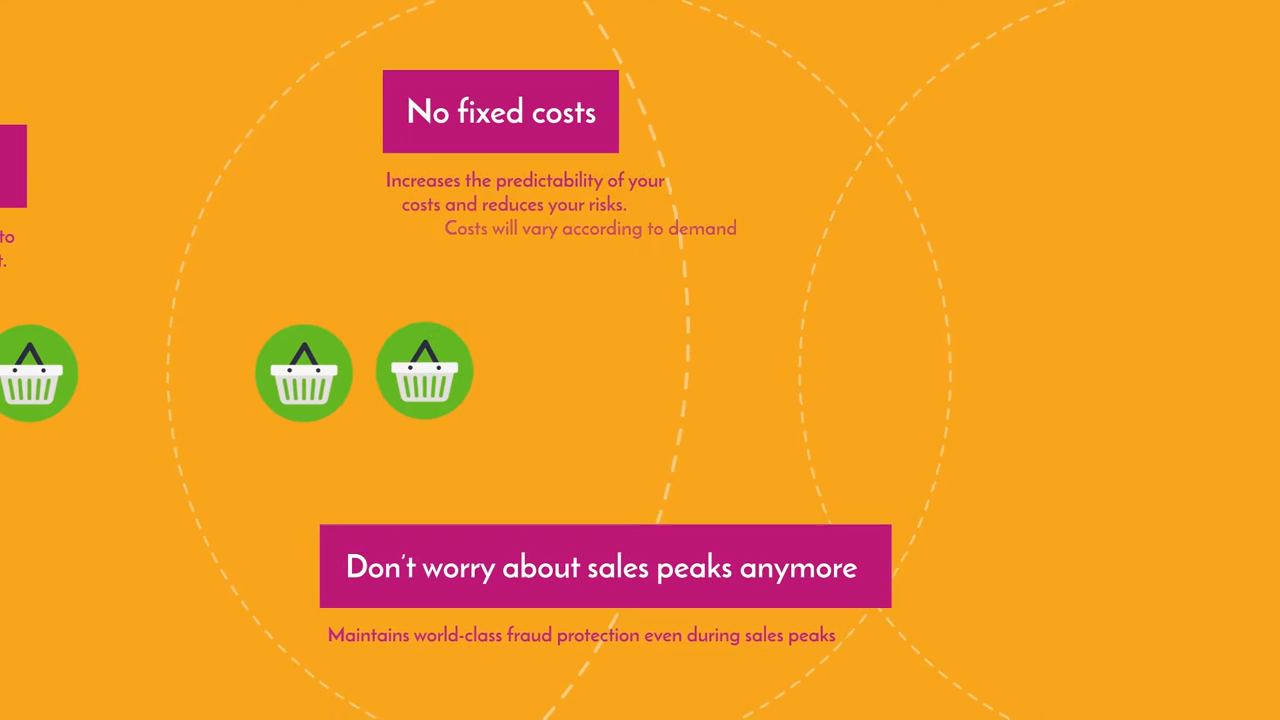 No fixed costs
Increases the predictability of your
costs and reduces your risks.
Costs will vary according to demand
to
t.
Don't worry about sales peaks anymore
Maintains world-class fraud protection even during sales peaks